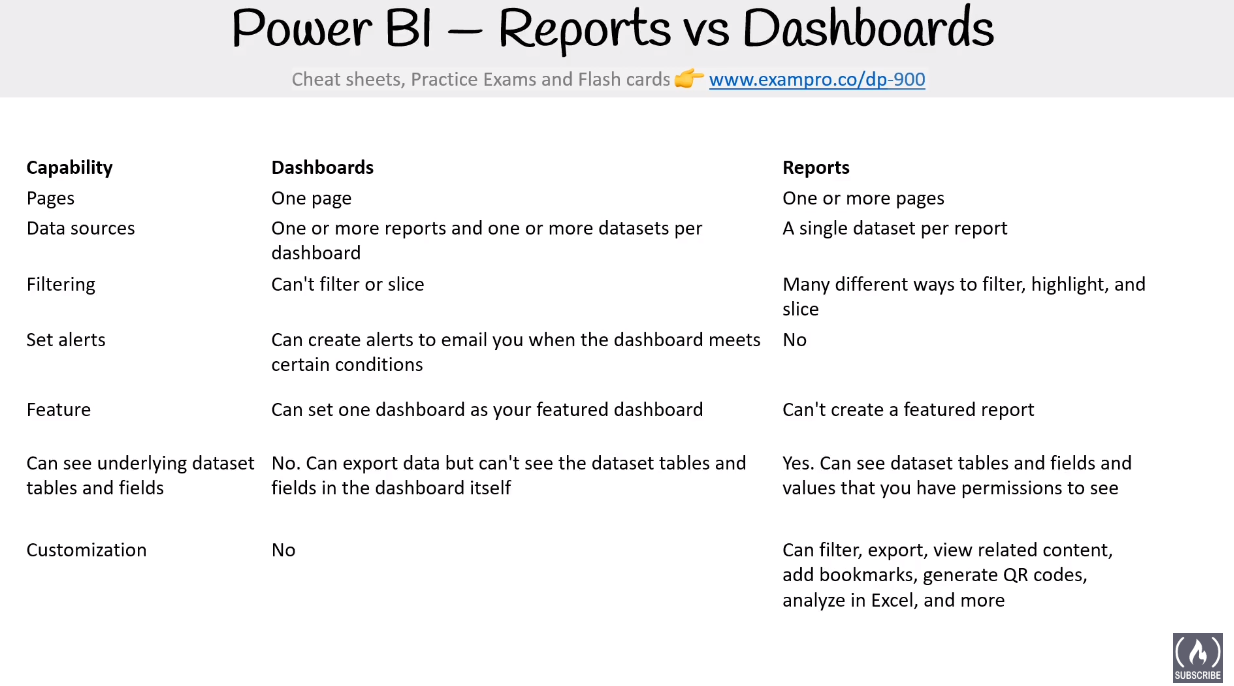 Power BI – Reports vs Dashboards
Cheat sheets, Practice Exams and Flash cards 👉 www.exampro.co/dp-900
Capability Dashboards Reports
Pages One page One or more pages
Data sources One or more reports and one or more datasets per A single dataset per report
dashboard
Filtering Can't filter or slice Many different ways to filter, highlight, and
slice
Set alerts Can create alerts to email you when the dashboard meets No
certain conditions
Feature Can set one dashboard as your featured dashboard Can't create a featured report
Can see underlying dataset No. Can export data but can't see the dataset tables and Yes. Can see dataset tables and fields and
tables and fields fields in the dashboard itself values that you have permissions to see
Customization No Can filter, export, view related content,
add bookmarks, generate QR codes,
analyze in Excel, and more
SUBSCRIBE